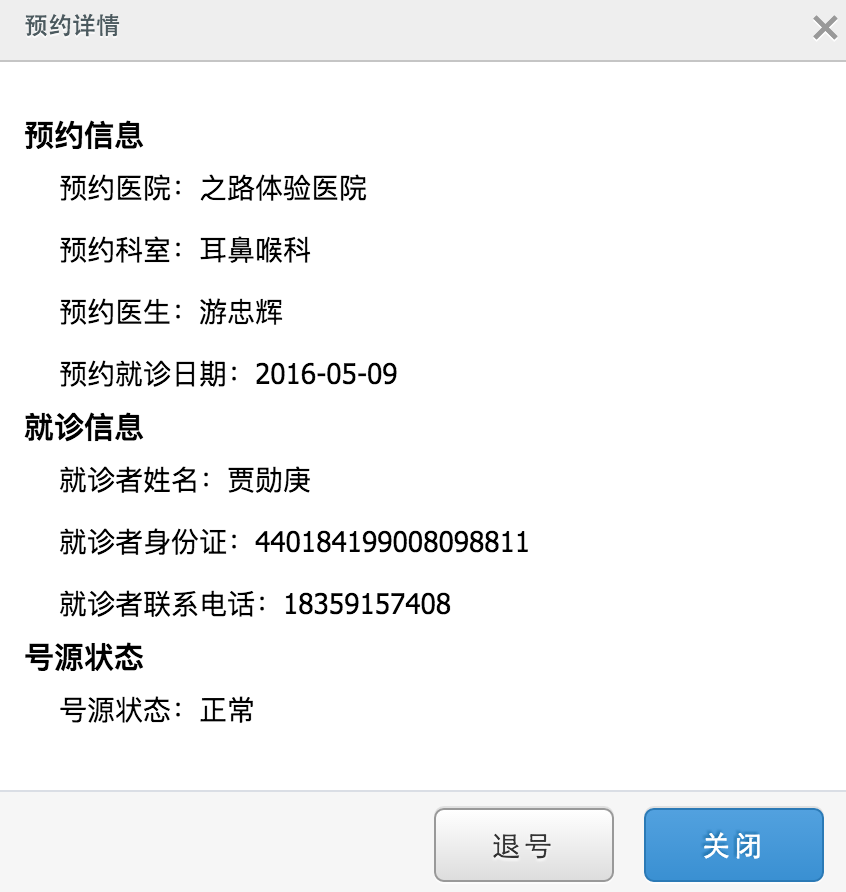 预约详情
预约信息
预约医院：之路体验医院
预约科室：耳鼻喉科
预约医生：游忠辉
预约就诊日期：2016-05-09
就诊信息
就诊者姓名：贾勋庚
就诊者身份证：440184199008098811
就诊者联系电话：18359157408
号源状态
号源状态：正常
退号
关闭